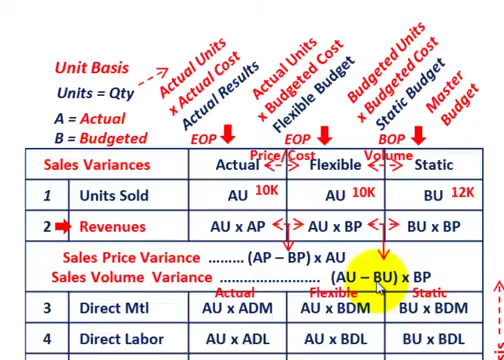 Unit Basis
Units = Qty
A = Actual
B = Budgeted
Actual Units
x Actual Cost
Actual Results
Actual Units
x Budgeted Cost
Flexible Budget
Budgeted Units
x Budgeted Cost
Static Budget
Master
Budget
EOP EOP BOP
Price/Cost Volume
Sales Variances Actual Flexible Static
1 Units Sold AU 10K AU 10K BU 12K
2 Revenues AU x AP AU x BP BU x BP
Sales Price Variance ......... (AP – BP) x AU
Sales Volume Variance ......................... (AU – BU) x BP
Actual Flexible Static
3 Direct Mtl AU x ADM AU x BDM BU x BDM
4 Direct Labor AU x ADL AU x BDL BU x BDL